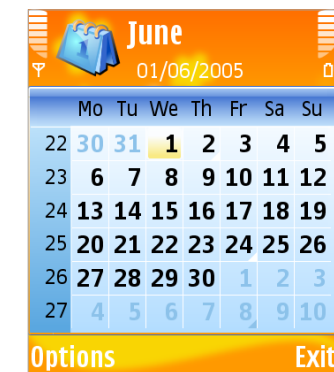 June
01/06/2005
Mo Tu We Th Fr Sa Su
22 30 31 1 2 3 4 5
23 6 7 8 9 10 11 12
24 13 14 15 16 17 18 19
25 20 21 22 23 24 25 26
26 27 28 29 30 1 2 3
27 4 5 6 7 8 9 10
Options Exit